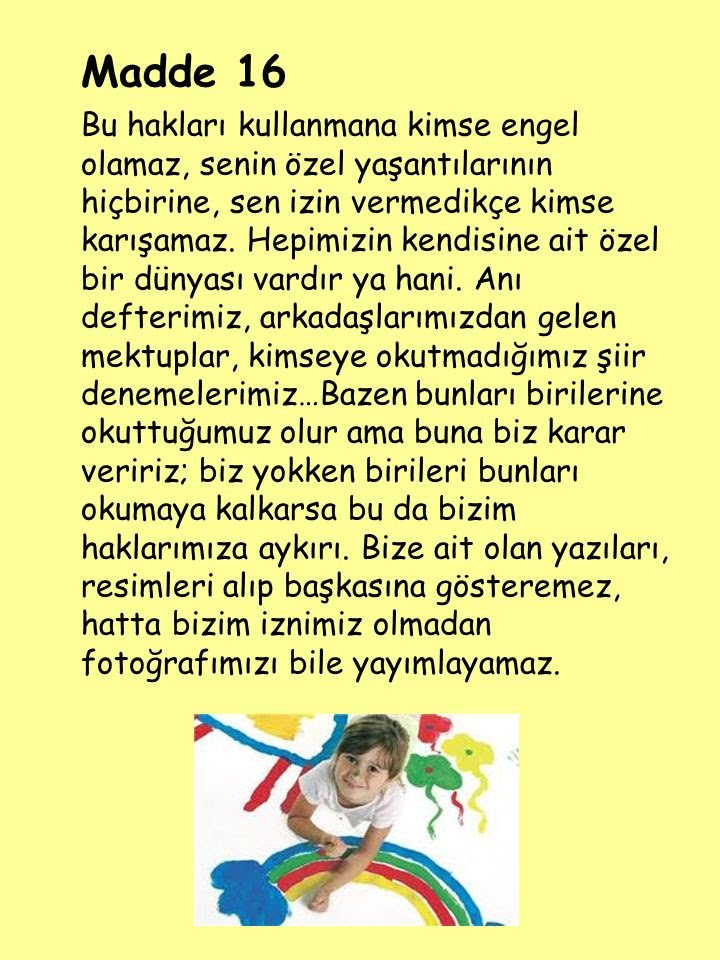 Madde 16
Bu hakları kullanmana kimse engel
olamaz, senin özel yaşantılarının
hiçbirine, sen izin vermedikçe kimse
karışamaz. Hepimizin kendisine ait özel
bir dünyası vardır ya hani. Anı
defterimiz, arkadaşlarımızdan gelen
mektuplar, kimseye okutmadığımız şiir
denemelerimiz…Bazen bunları birilerine
okuttuğumuz olur ama buna biz karar
veririz; biz yokken birileri bunları
okumaya kalkarsa bu da bizim
haklarımıza aykırı. Bize ait olan yazıları,
resimleri alıp başkasına gösteremez,
hatta bizim iznimiz olmadan
fotoğrafımızı bile yayımlayamaz.